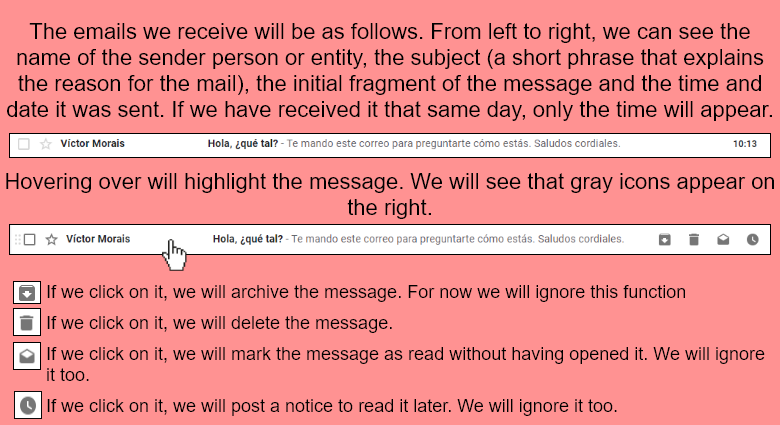 The emails we receive will be as follows. From left to right, we can see the
name of the sender person or entity, the subject (a short phrase that explains
the reason for the mail), the initial fragment of the message and the time and
date it was sent. If we have received it that same day, only the time will appear.
Víctor Morais Hola, ¿qué tal? - Te mando este correo para preguntarte cómo estás. Saludos cordiales. 10:13
Hovering over will highlight the message. We will see that gray icons appear on
the right.
Víctor Morais Hola, ¿qué tal? - Te mando este correo para preguntarte cómo estás. Saludos cordiales.
If we click on it, we will archive the message. For now we will ignore this function
If we click on it, we will delete the message.
If we click on it, we will mark the message as read without having opened it. We will ignore
it too.
If we click on it, we will post a notice to read it later. We will ignore it too.